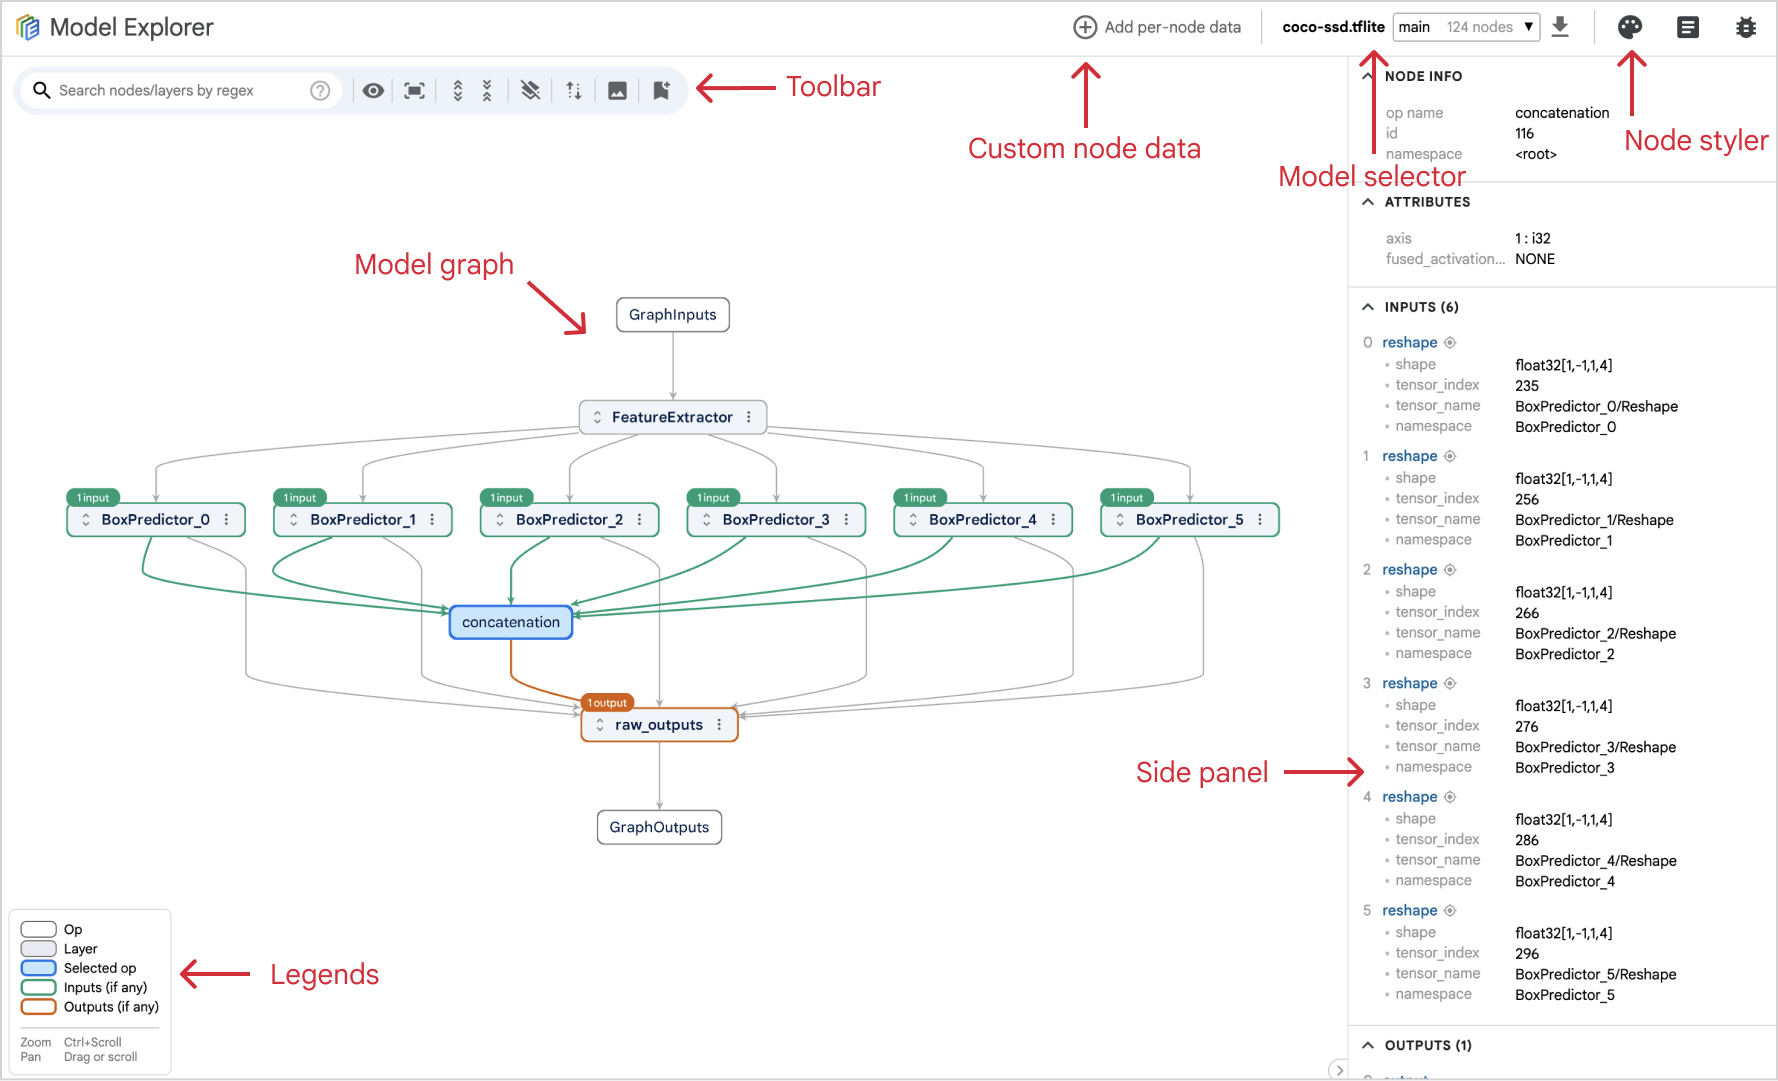 Model Explorer
Add per-node data
coco-ssd.tflite
main 124 nodes ▼
Search nodes/layers by regex
?
Toolbar
Custom node data
Model selector
Node styler
Model graph
GraphInputs
FeatureExtractor
1 input
BoxPredictor_0
1 input
BoxPredictor_1
1 input
BoxPredictor_2
1 input
BoxPredictor_3
1 input
BoxPredictor_4
1 input
BoxPredictor_5
concatenation
1 output
raw_outputs
GraphOutputs
Side panel
Legends
Op
Layer
Selected op
Inputs (if any)
Outputs (if any)
Zoom Ctrl+Scroll
Pan Drag or scroll
NODE INFO
op name concatenation
id 116
namespace <root>
ATTRIBUTES
axis 1 : i32
fused_activation... NONE
INPUTS (6)
0 reshape
• shape float32[1,-1,1,4]
• tensor_index 235
• tensor_name BoxPredictor_0/Reshape
• namespace BoxPredictor_0
1 reshape
• shape float32[1,-1,1,4]
• tensor_index 256
• tensor_name BoxPredictor_1/Reshape
• namespace BoxPredictor_1
2 reshape
• shape float32[1,-1,1,4]
• tensor_index 266
• tensor_name BoxPredictor_2/Reshape
• namespace BoxPredictor_2
3 reshape
• shape float32[1,-1,1,4]
• tensor_index 276
• tensor_name BoxPredictor_3/Reshape
• namespace BoxPredictor_3
4 reshape
• shape float32[1,-1,1,4]
• tensor_index 286
• tensor_name BoxPredictor_4/Reshape
• namespace BoxPredictor_4
5 reshape
• shape float32[1,-1,1,4]
• tensor_index 296
• tensor_name BoxPredictor_5/Reshape
• namespace BoxPredictor_5
OUTPUTS (1)